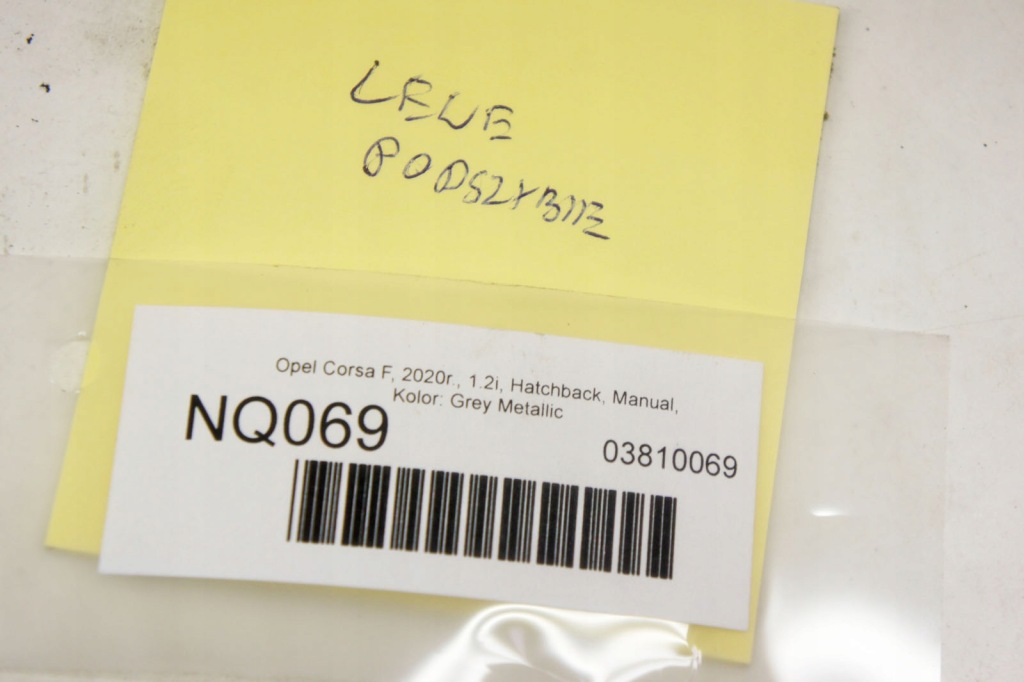 LEWE
PODSZYBIE
Opel Corsa F, 2020r., 1.2i, Hatchback, Manual,
Kolor: Grey Metallic
NQ069
03810069